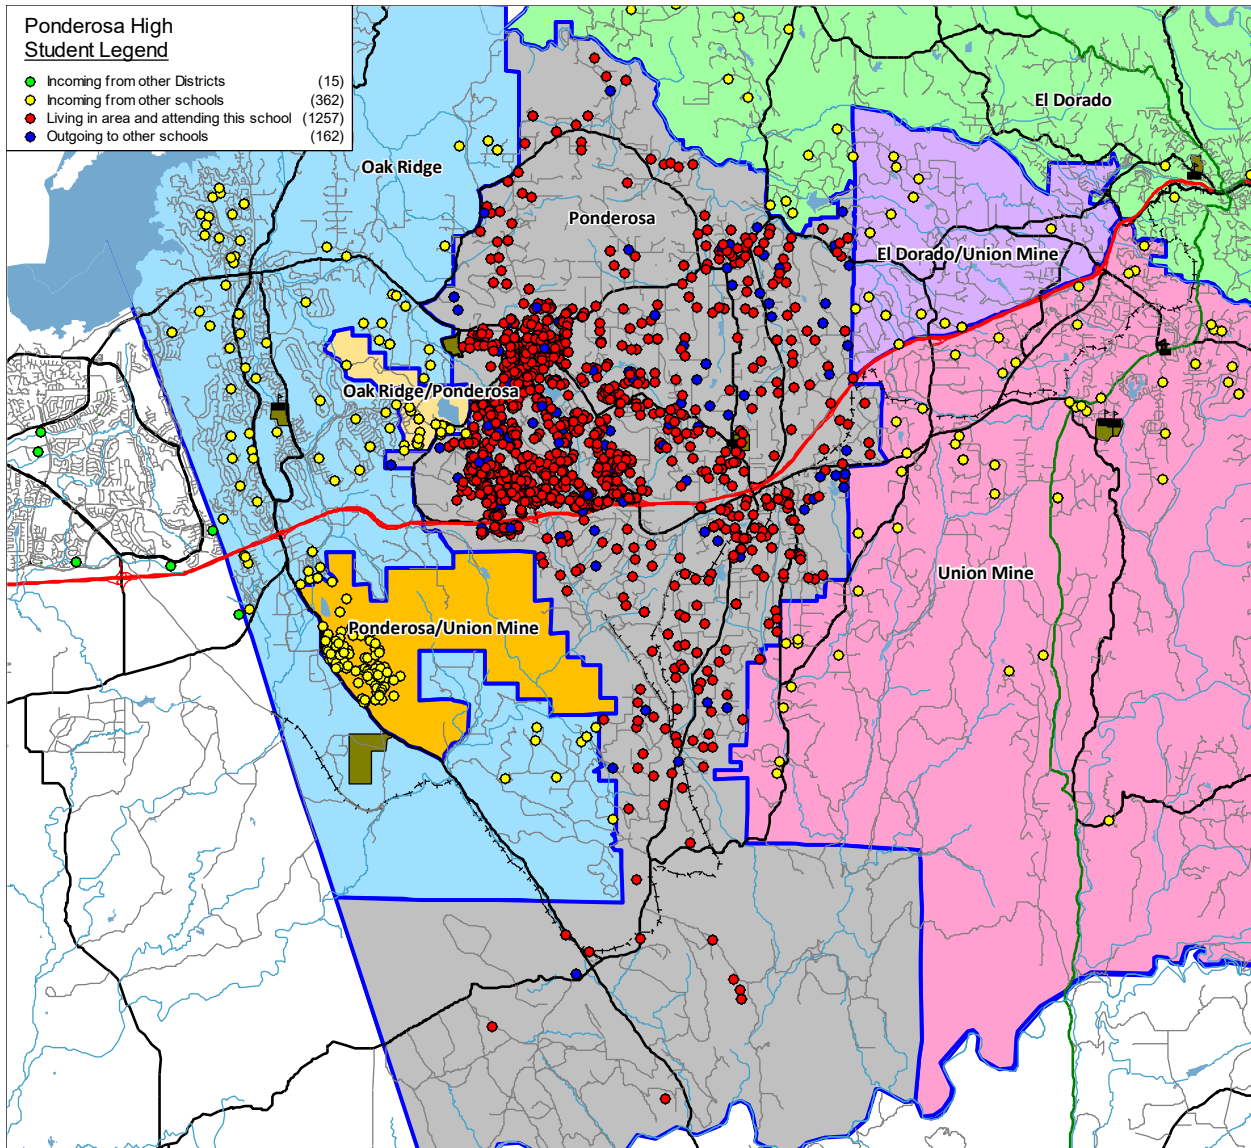 Ponderosa High
Student Legend
Incoming from other Districts (15)
Incoming from other schools (362)
Living in area and attending this school (1257)
Outgoing to other schools (162)
El Dorado
Oak Ridge
Ponderosa
El Dorado/Union Mine
Oak Ridge/Ponderosa
Union Mine
Ponderosa/Union Mine